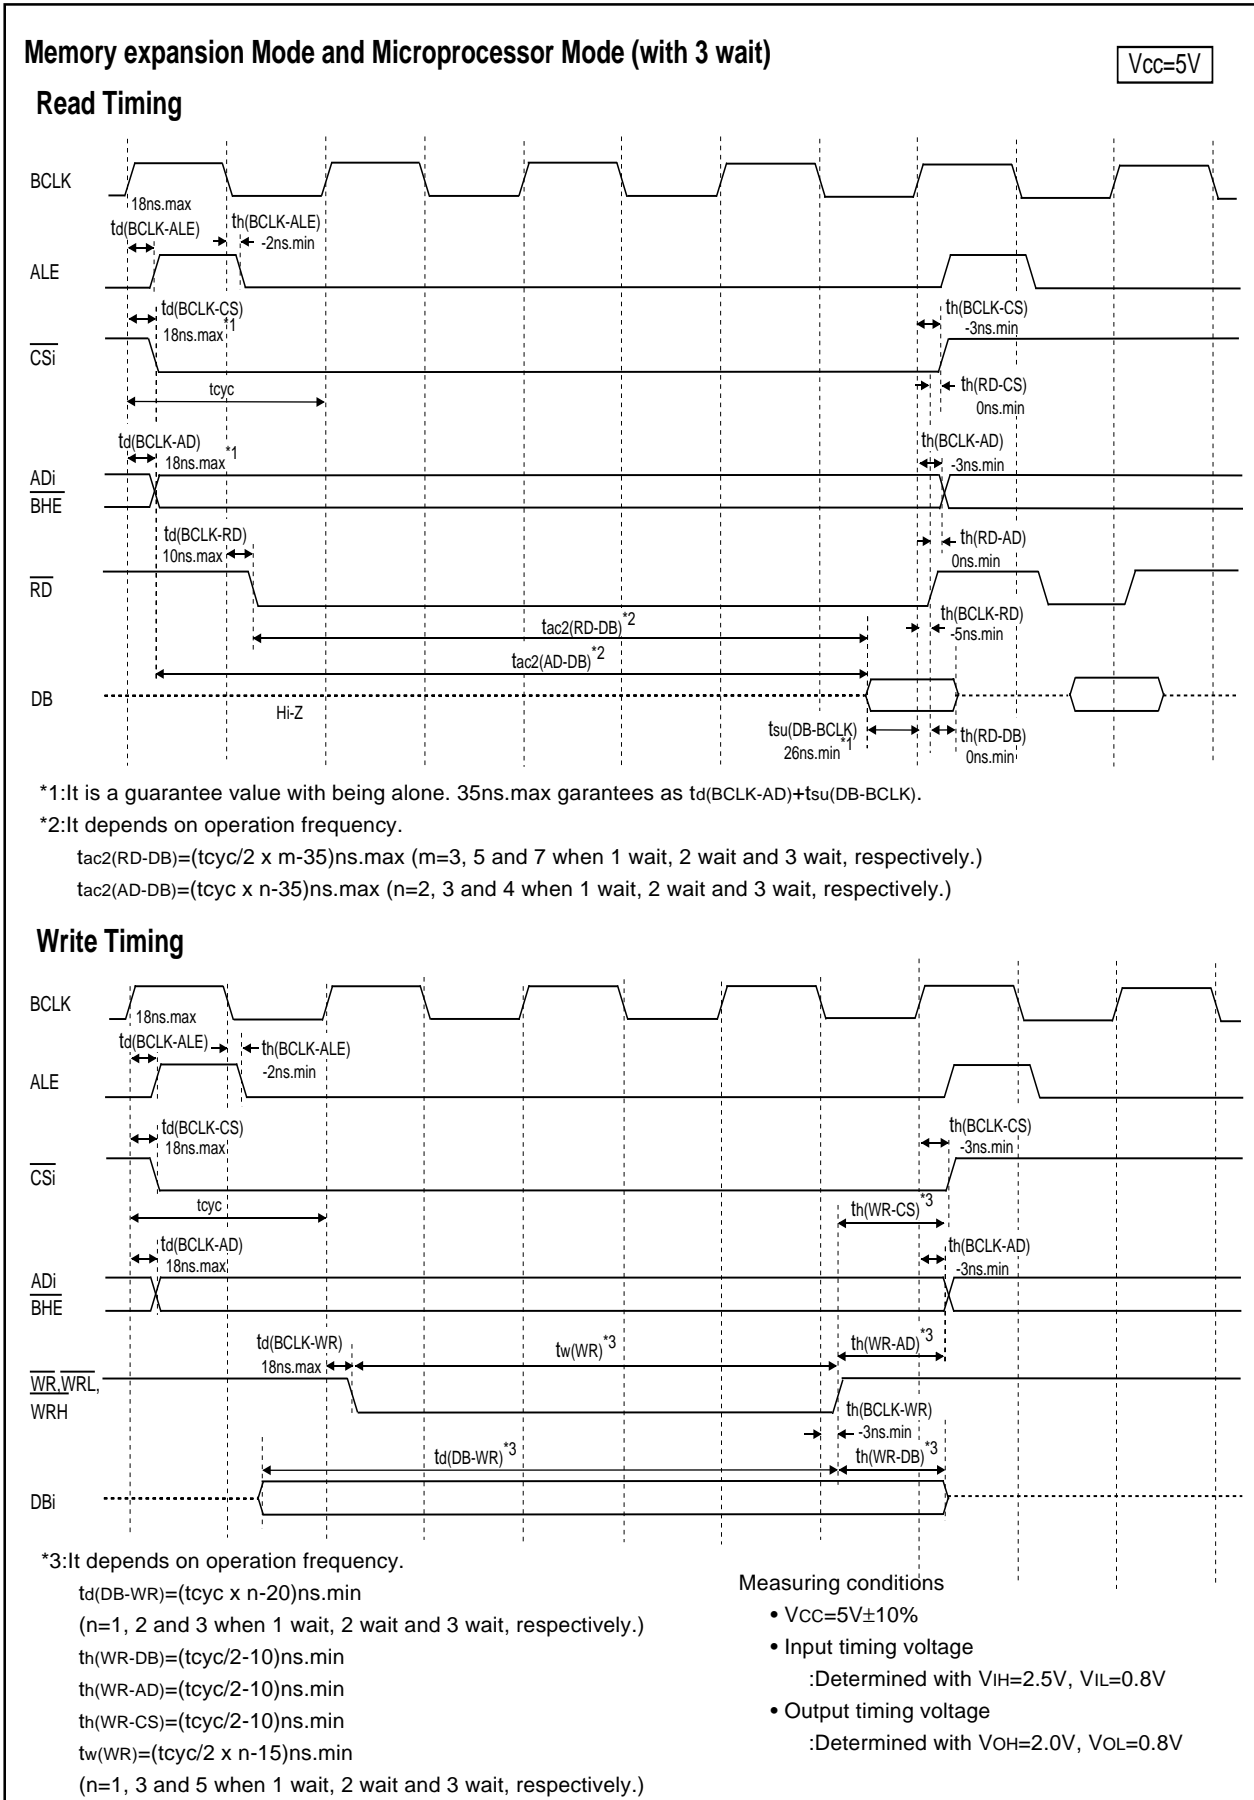 Memory expansion Mode and Microprocessor Mode (with 3 wait)
Vcc=5V
Read Timing
BCLK
18ns.max
td(BCLK-ALE)
th(BCLK-ALE)
-2ns.min
ALE
td(BCLK-CS)
18ns.max*1
th(BCLK-CS)
-3ns.min
CSi
tcyc
th(RD-CS)
0ns.min
td(BCLK-AD)
18ns.max*1
th(BCLK-AD)
-3ns.min
ADi
BHE
td(BCLK-RD)
10ns.max
th(RD-AD)
0ns.min
RD
th(BCLK-RD)
-5ns.min
tac2(RD-DB)*2
tac2(AD-DB)*2
DB
Hi-Z
tsu(DB-BCLK)
26ns.min*1
th(RD-DB)
0ns.min
*1:It is a guarantee value with being alone. 35ns.max garantees as td(BCLK-AD)+tsu(DB-BCLK).
*2:It depends on operation frequency.
tac2(RD-DB)=(tcyc/2 x m-35)ns.max (m=3, 5 and 7 when 1 wait, 2 wait and 3 wait, respectively.)
tac2(AD-DB)=(tcyc x n-35)ns.max (n=2, 3 and 4 when 1 wait, 2 wait and 3 wait, respectively.)
Write Timing
BCLK
18ns.max
td(BCLK-ALE)
th(BCLK-ALE)
-2ns.min
ALE
td(BCLK-CS)
18ns.max
th(BCLK-CS)
-3ns.min
CSi
tcyc
th(WR-CS)*3
td(BCLK-AD)
18ns.max
th(BCLK-AD)
-3ns.min
ADi
BHE
td(BCLK-WR)
18ns.max
tw(WR)*3
th(WR-AD)*3
WR,WRL,
WRH
th(BCLK-WR)
-3ns.min
td(DB-WR)*3
th(WR-DB)*3
DBi
*3:It depends on operation frequency.
td(DB-WR)=(tcyc x n-20)ns.min
(n=1, 2 and 3 when 1 wait, 2 wait and 3 wait, respectively.)
th(WR-DB)=(tcyc/2-10)ns.min
th(WR-AD)=(tcyc/2-10)ns.min
th(WR-CS)=(tcyc/2-10)ns.min
tw(WR)=(tcyc/2 x n-15)ns.min
(n=1, 3 and 5 when 1 wait, 2 wait and 3 wait, respectively.)
Measuring conditions
• VCC=5V±10%
• Input timing voltage
:Determined with VIH=2.5V, VIL=0.8V
• Output timing voltage
:Determined with VOH=2.0V, VOL=0.8V